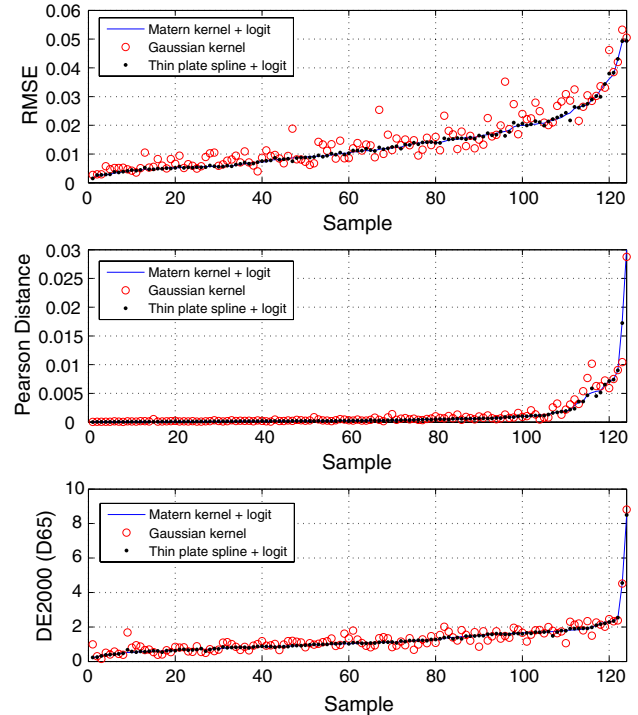 0.06
0.05
0.04
0.03
0.02
0.01
0
RMSE
Matern kernel + logit
Gaussian kernel
Thin plate spline + logit
0
20
40
60
80
100
120
Sample
0.03
0.025
0.02
0.015
0.01
0.005
0
Pearson Distance
Matern kernel + logit
Gaussian kernel
Thin plate spline + logit
0
20
40
60
80
100
120
Sample
10
8
6
4
2
0
DE2000 (D65)
Matern kernel + logit
Gaussian kernel
Thin plate spline + logit
0
20
40
60
80
100
120
Sample